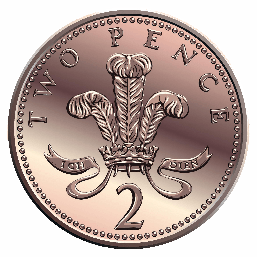 TWO PENCE
ICH DIEN
2